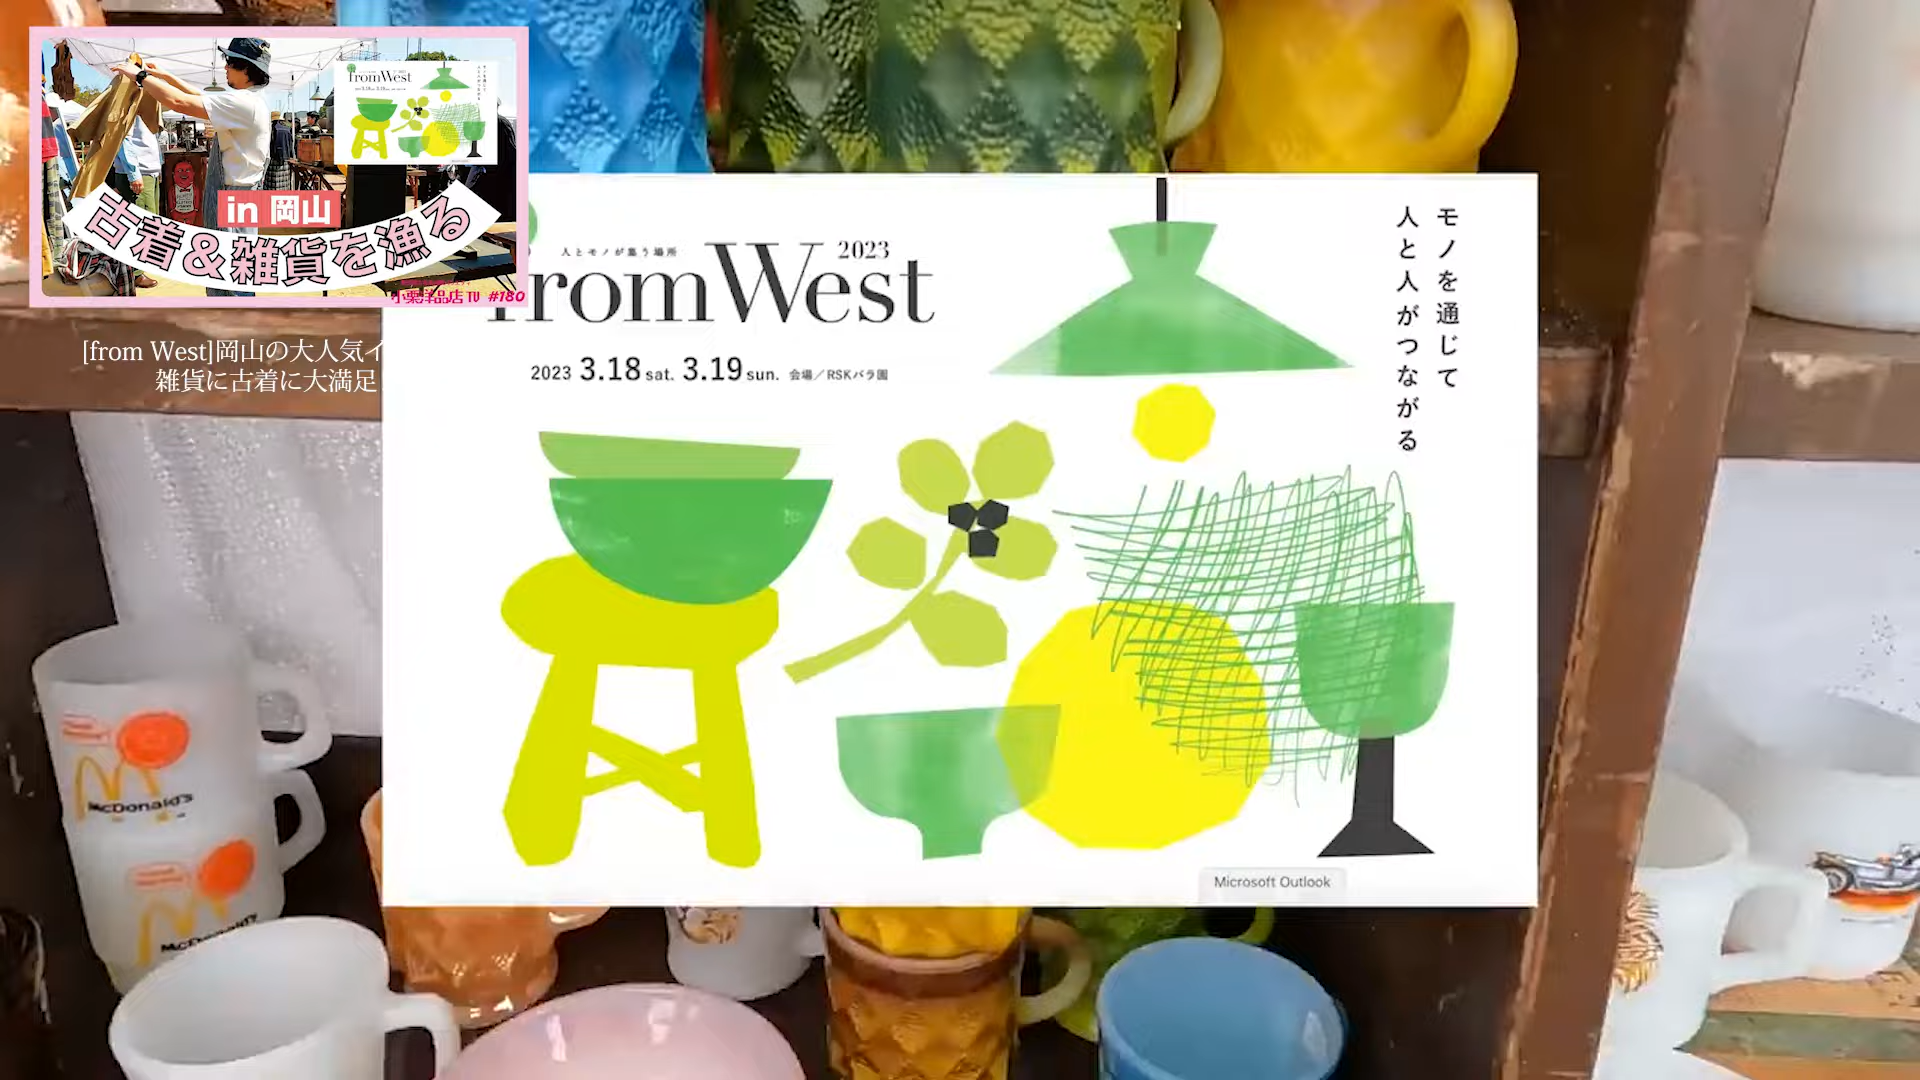 fromWest
in 岡山
古着&雑貨を漁る
小栗洋品店TV #180
[from West]岡山の大人気イ
雑貨に古着に大満足
人とモノが集う場所
fromWest
2023
2023 3.18 sat. 3.19 sun. 会場／RSKバラ園
モノを通じて
人と人がつながる
Microsoft Outlook
McDonald's
McDonald's